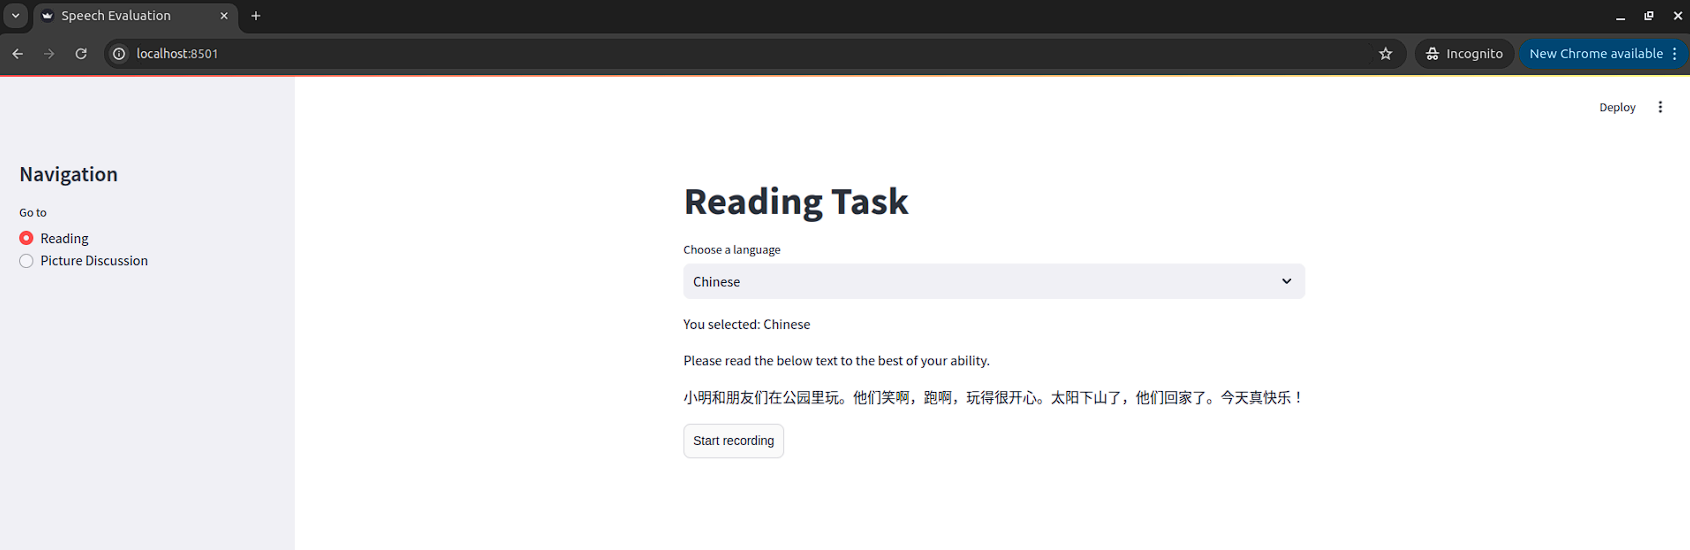 Speech Evaluation
localhost:8501
Incognito
New Chrome available
Deploy
Navigation
Go to
Reading
Picture Discussion
Reading Task
Choose a language
Chinese
You selected: Chinese
Please read the below text to the best of your ability.
小明和朋友们在公园里玩。他们笑啊，跑啊，玩得很开心。太阳下山了，他们回家了。今天真快乐！
Start recording